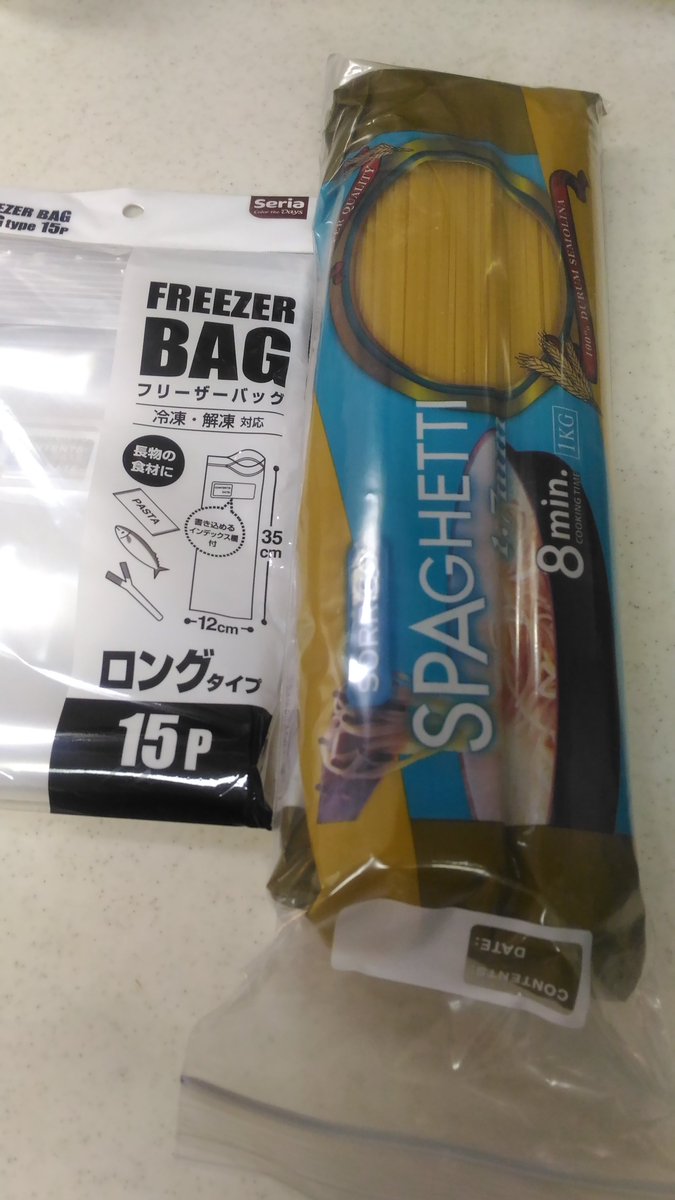 Seria
Color the Days
EZER BAG
G type 15P
FREEZER
BAG
フリーザーバッグ
冷凍・解凍 対応
長物の
食材に
PASTA
CONTENTS
DATE
書き込める
インデックス欄
付
35
cm
12cm
ロングタイプ
15P
QUALITY
100% DURUM SEMOLINA
SPAGHETTI
8 min.
COOKING TIME
1KG
CONTENTS:
DATE: